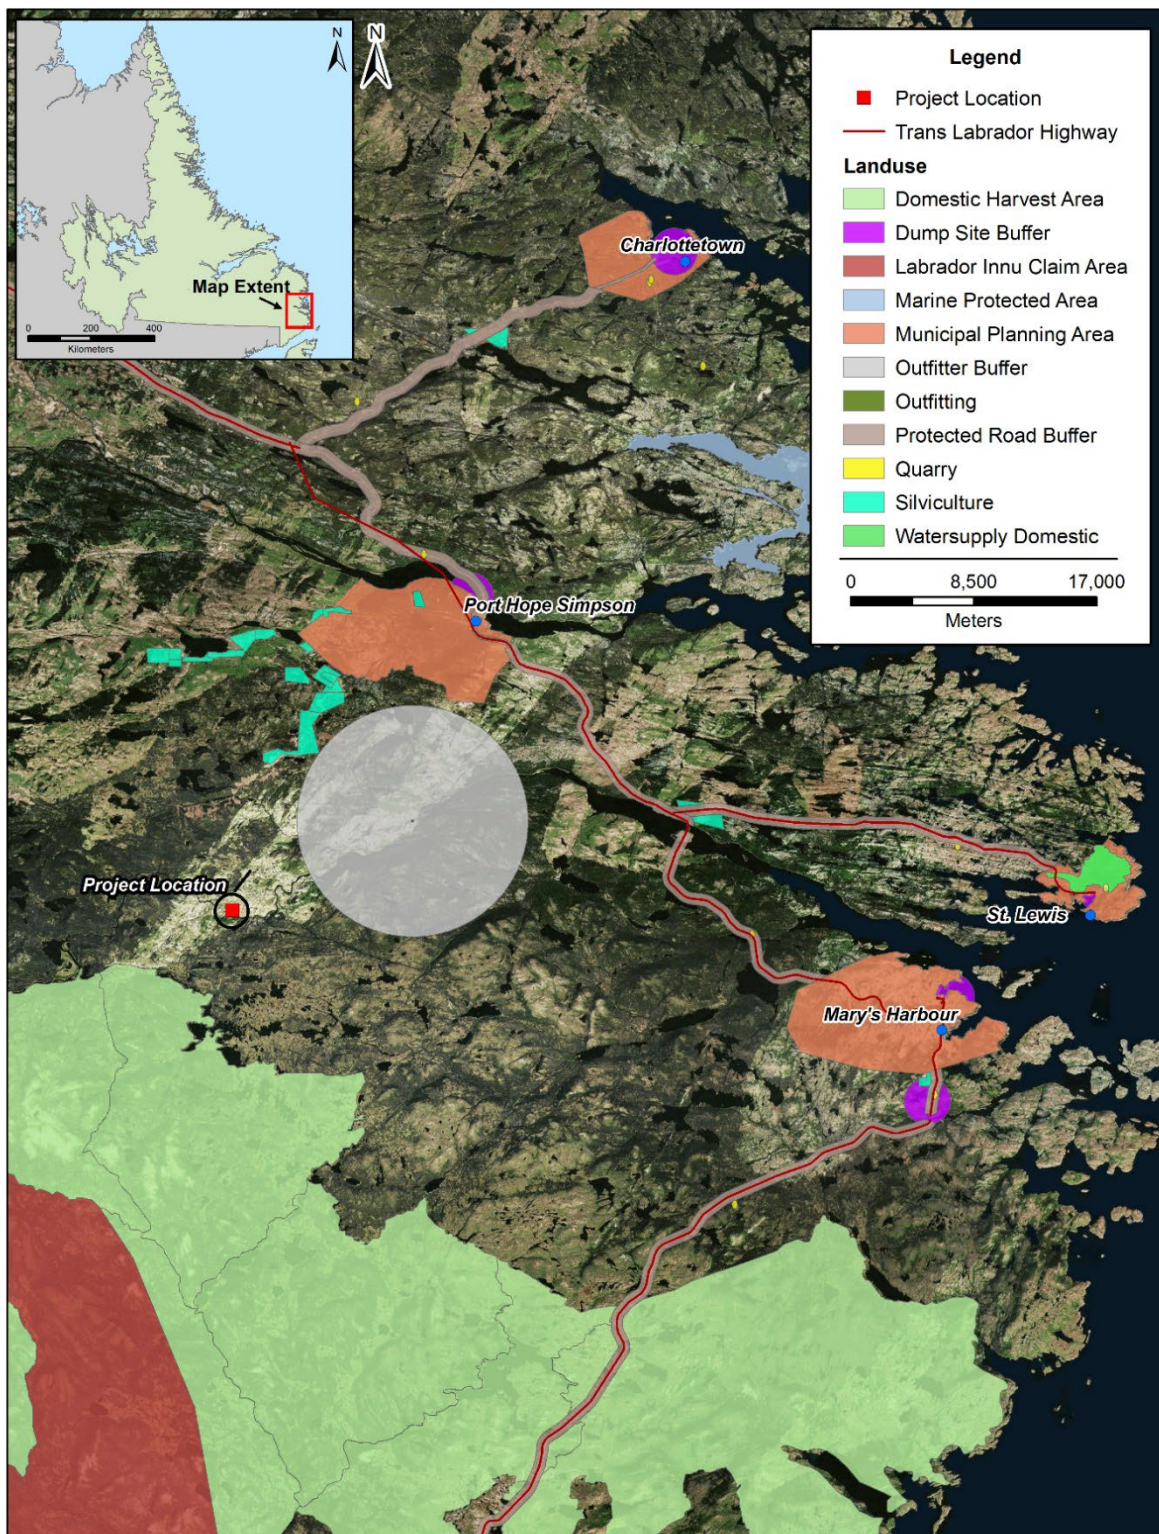 N
N
Map Extent
0 200 400
Kilometers
Legend
Project Location
Trans Labrador Highway
Landuse
Domestic Harvest Area
Dump Site Buffer
Labrador Innu Claim Area
Marine Protected Area
Municipal Planning Area
Outfitter Buffer
Outfitting
Protected Road Buffer
Quarry
Silviculture
Watersupply Domestic
0 8,500 17,000
Meters
Charlottetown
Port Hope Simpson
Project Location
St. Lewis
Mary's Harbour